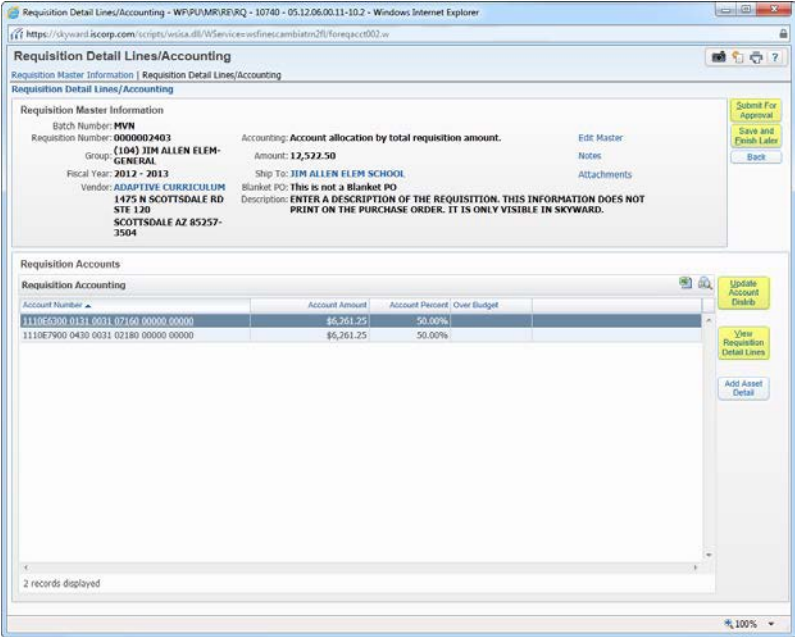 Requisition Detail Lines/Accounting - WF\PU\MR\RE\RQ - 10740 - 05.12.06.00.11-10.2 - Windows Internet Explorer
https://skyward.iscorp.com/scripts/wsisa.dll/WService=wsfinescambiatrn2fl/foreqacct002.w
Requisition Detail Lines/Accounting
Requisition Master Information | Requisition Detail Lines/Accounting
Requisition Detail Lines/Accounting
Requisition Master Information
Batch Number: MVN
Requisition Number: 0000002403 Accounting: Account allocation by total requisition amount. Edit Master
Group: (104) JIM ALLEN ELEM-
GENERAL Amount: 12,522.50 Notes
Fiscal Year: 2012 - 2013 Ship To: JIM ALLEN ELEM SCHOOL Attachments
Vendor: ADAPTIVE CURRICULUM Blanket PO: This is not a Blanket PO
1475 N SCOTTSDALE RD Description: ENTER A DESCRIPTION OF THE REQUISITION. THIS INFORMATION DOES NOT
STE 120 PRINT ON THE PURCHASE ORDER. IT IS ONLY VISIBLE IN SKYWARD.
SCOTTSDALE AZ 85257-
3504
Submit For
Approval
Save and
Finish Later
Back
Requisition Accounts
Requisition Accounting
Account Number Account Amount Account Percent Over Budget
1110E6300 0131 0031 07160 00000 00000 $6,261.25 50.00%
1110E7900 0430 0031 02180 00000 00000 $6,261.25 50.00%
Update
Account
Distrib
View
Requisition
Detail Lines
Add Asset
Detail
2 records displayed
100%